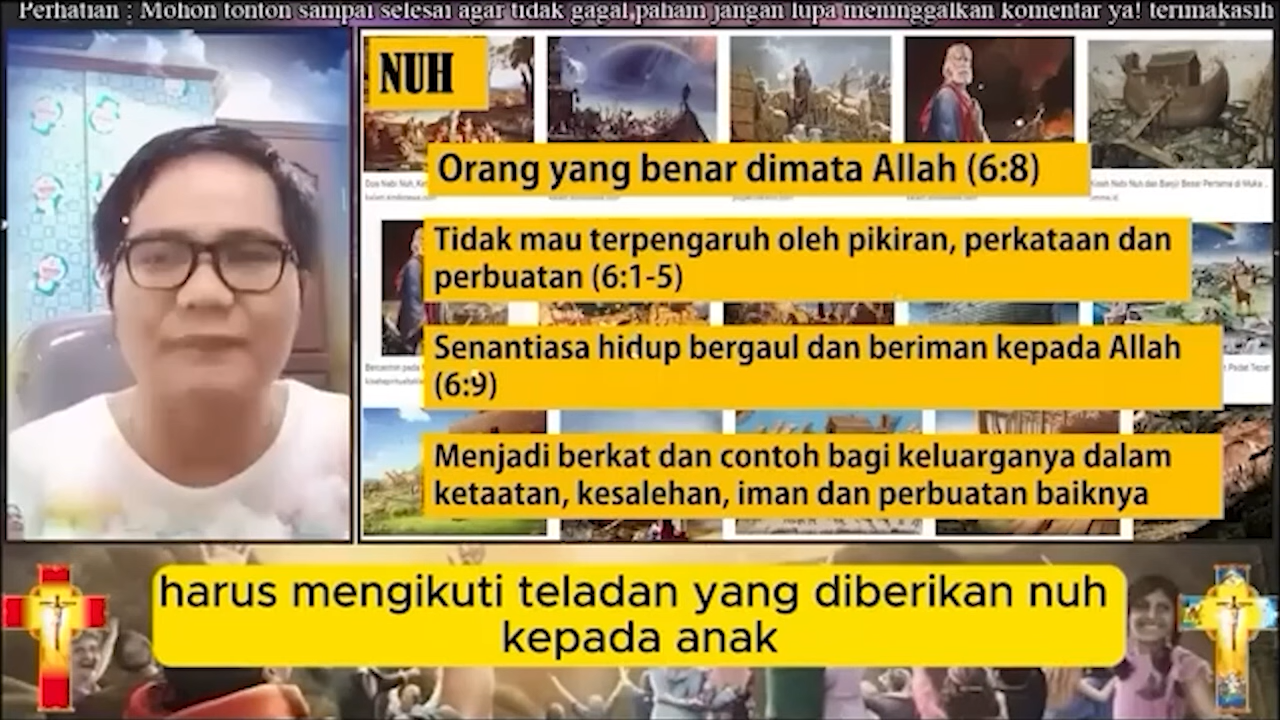 Perhatian : Mohon tonton sampai selesai agar tidak gagal paham jangan lupa meninggalkan komentar ya! terimakasih
NUH
Orang yang benar dimata Allah (6:8)
Tidak mau terpengaruh oleh pikiran, perkataan dan
perbuatan (6:1-5)
Senantiasa hidup bergaul dan beriman kepada Allah
(6:9)
Menjadi berkat dan contoh bagi keluarganya dalam
ketaatan, kesalehan, iman dan perbuatan baiknya
harus mengikuti teladan yang diberikan nuh
kepada anak